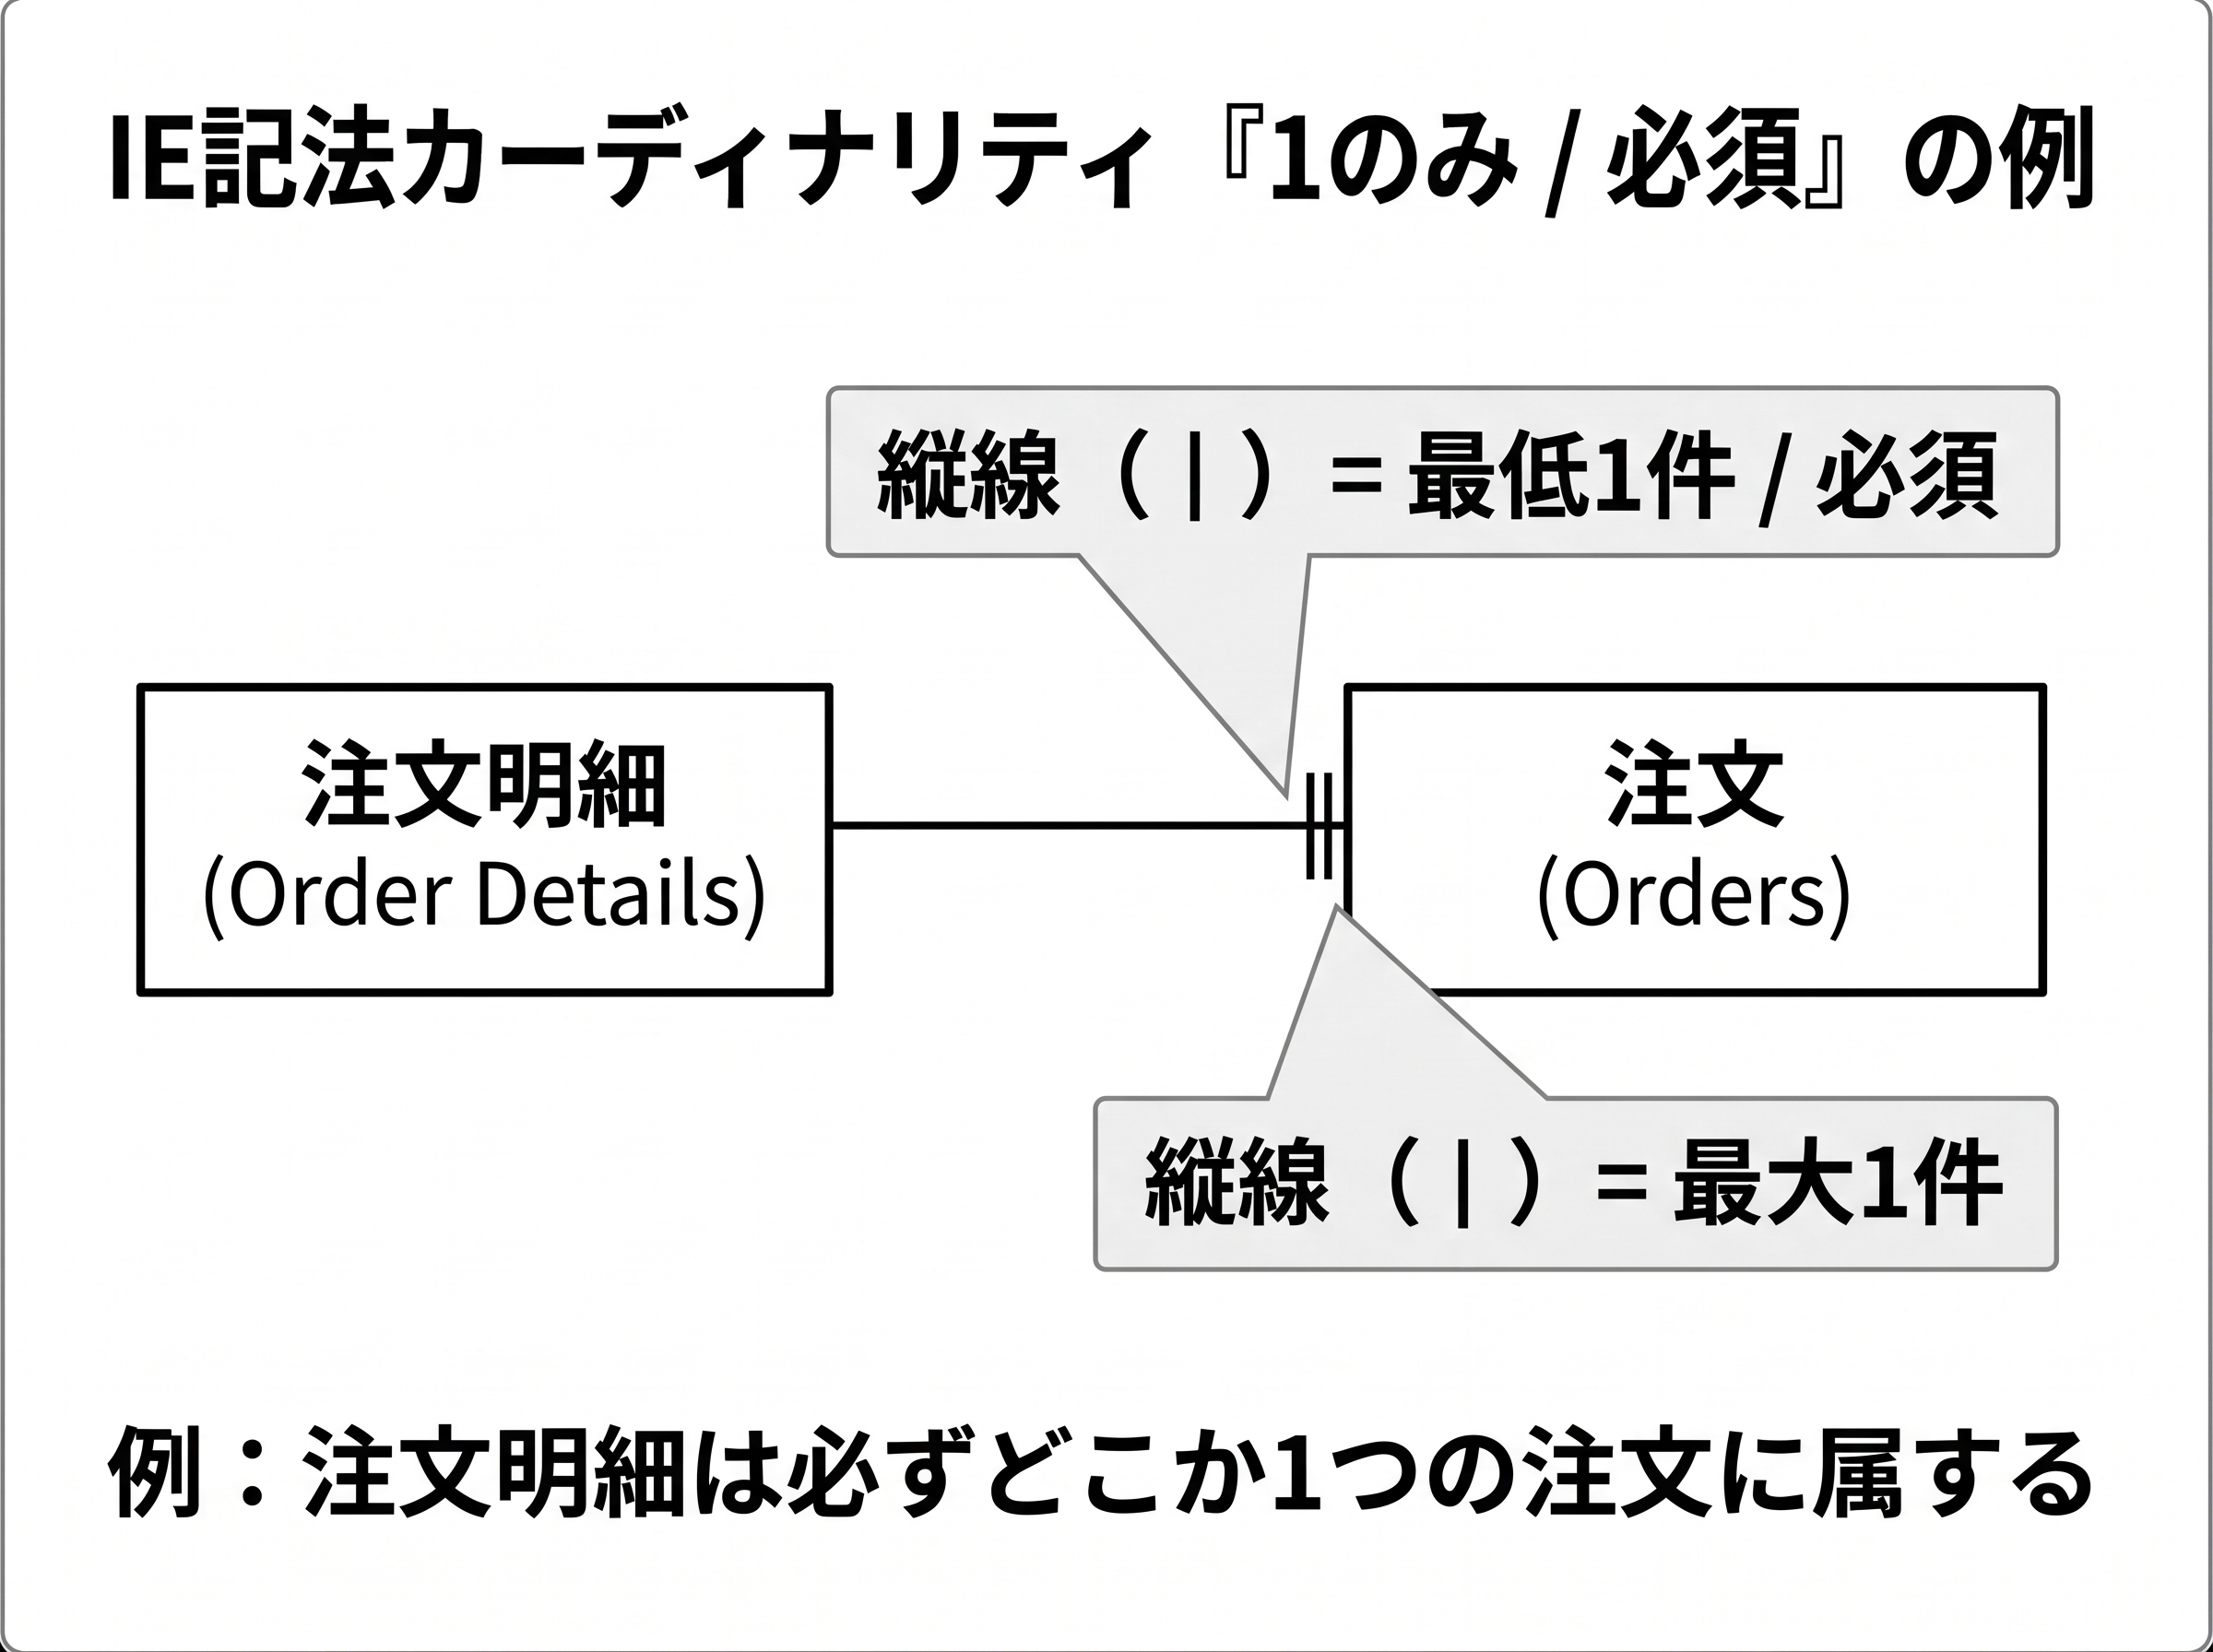 IE記法カーディナリティ『1のみ/必須』の例
縦線（|）= 最低1件 / 必須
注文明細
(Order Details)
注文
(Orders)
縦線（|）= 最大1件
例：注文明細は必ずどこか1つの注文に属する